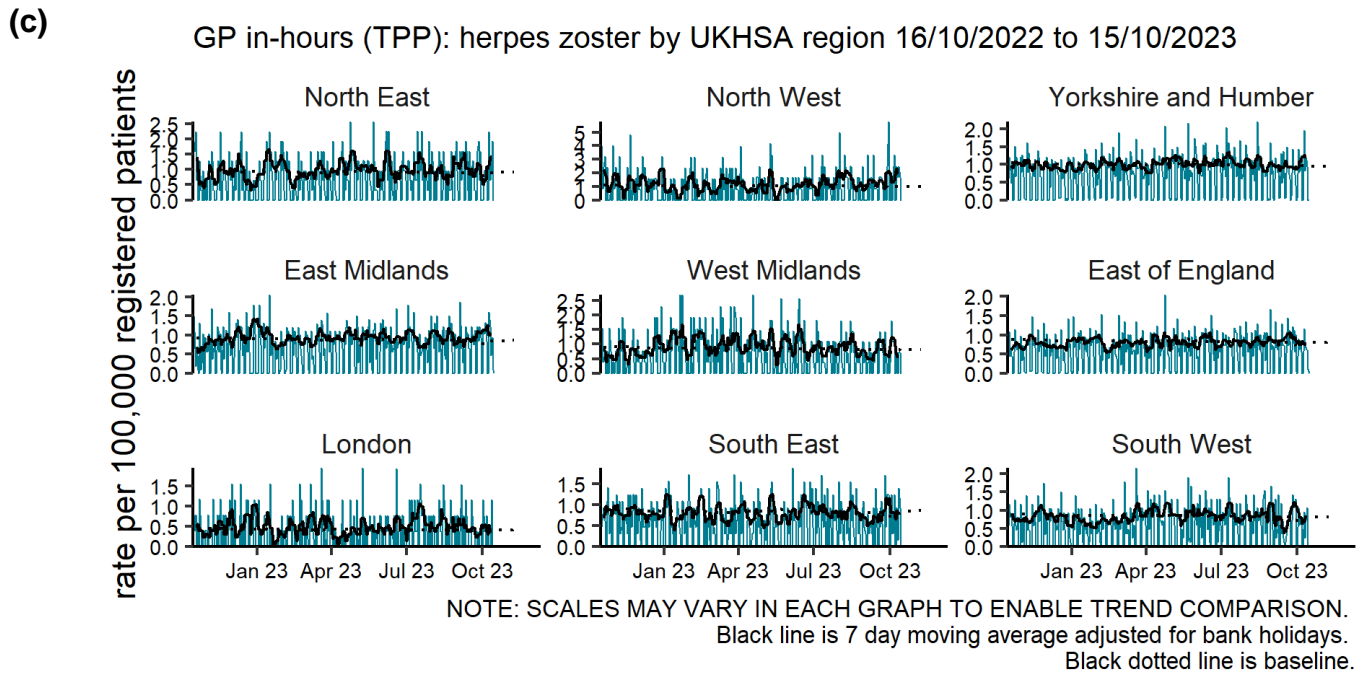 (c)
GP in-hours (TPP): herpes zoster by UKHSA region 16/10/2022 to 15/10/2023
rate per 100,000 registered patients
North East
2.5
2.0
1.5
1.0
0.5
0.0
North West
5
4
3
2
1
0
Yorkshire and Humber
2.0
1.5
1.0
0.5
0.0
East Midlands
2.0
1.5
1.0
0.5
0.0
West Midlands
2.5
2.0
1.5
1.0
0.5
0.0
East of England
2.0
1.5
1.0
0.5
0.0
London
1.5
1.0
0.5
0.0
Jan 23 Apr 23 Jul 23 Oct 23
South East
1.5
1.0
0.5
0.0
Jan 23 Apr 23 Jul 23 Oct 23
South West
2.0
1.5
1.0
0.5
0.0
Jan 23 Apr 23 Jul 23 Oct 23
NOTE: SCALES MAY VARY IN EACH GRAPH TO ENABLE TREND COMPARISON.
Black line is 7 day moving average adjusted for bank holidays.
Black dotted line is baseline.